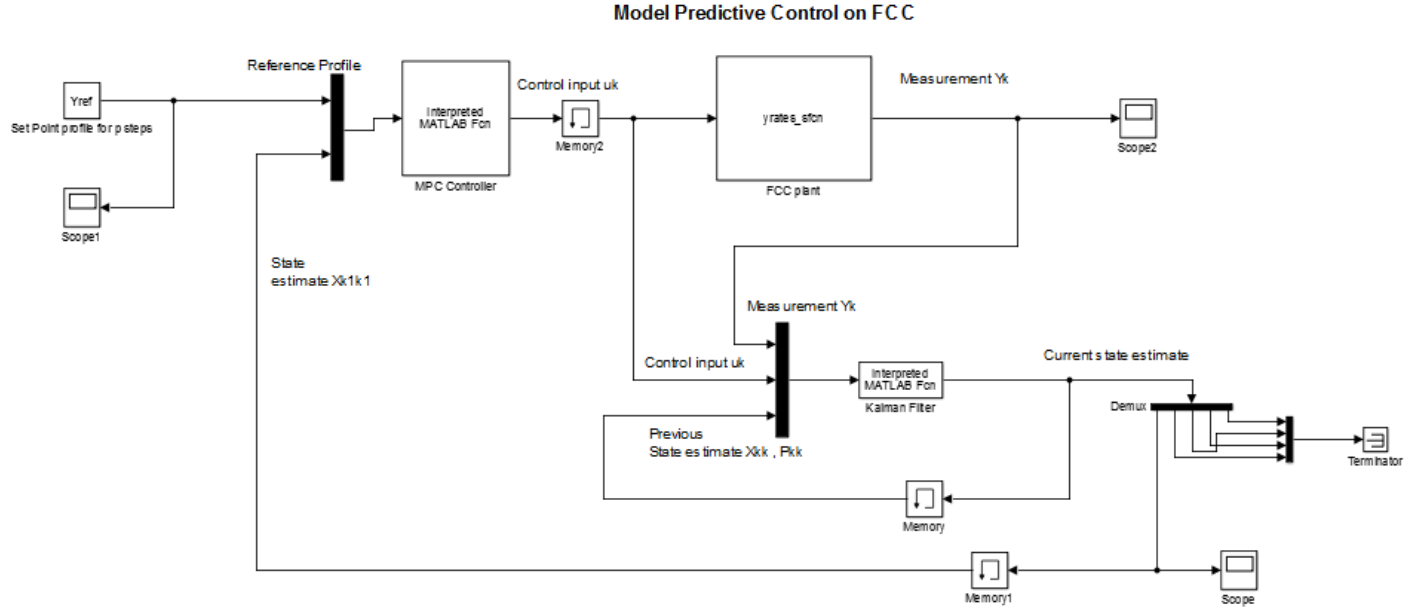 Model Predictive Control on FCC
Reference Profile
Yref
Set Point profile for p steps
Scope1
Interpreted
MATLAB Fcn
MPC Controller
Control input uk
Memory2
yrates_sfcn
FCC plant
Measurement Yk
Scope2
State
estimate Xk1k1
Measurement Yk
Control input uk
Previous
State estimate Xkk , Pkk
Interpreted
MATLAB Fcn
Kalman Filter
Current state estimate
Demux
Terminator
Memory
Memory1
Scope